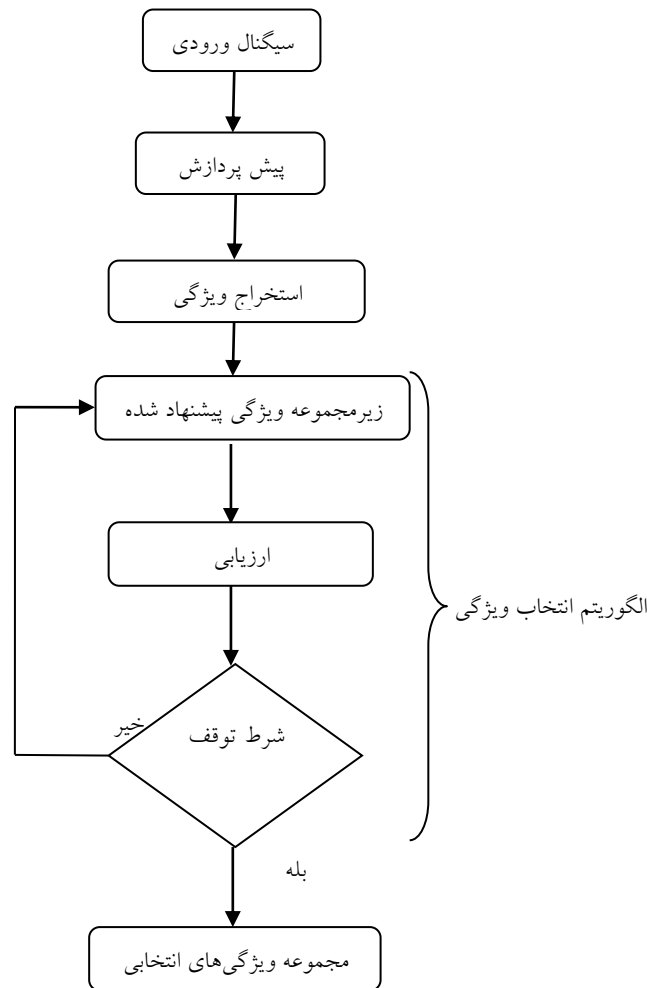 سیگنال ورودی
پیش پردازش
استخراج ویژگی
زیرمجموعه ویژگی پیشنهاد شده
ارزیابی
الگوریتم انتخاب ویژگی
خیر
شرط توقف
بله
مجموعه ویژگی‌های انتخابی